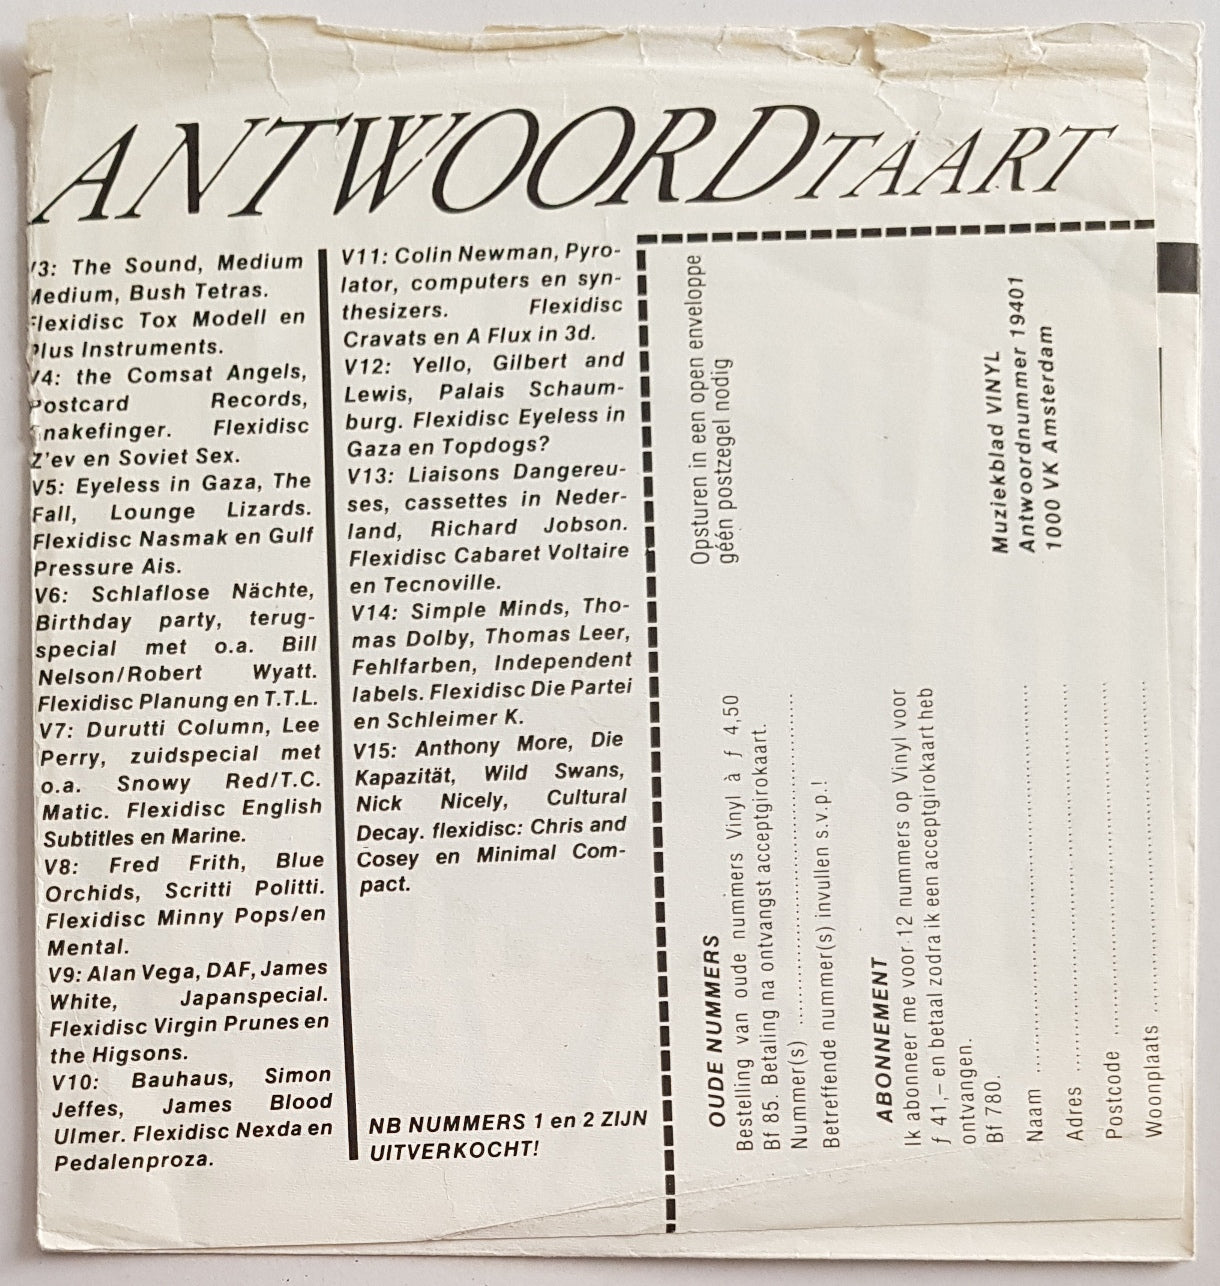 ANTWOORDTAART
V3: The Sound, Medium
Medium, Bush Tetras.
Flexidisc Tox Modell en
Plus Instruments.
V4: the Comsat Angels,
Postcard Records,
Snakefinger. Flexidisc
Z'ev en Soviet Sex.
V5: Eyeless in Gaza, The
Fall, Lounge Lizards.
Flexidisc Nasmak en Gulf
Pressure Ais.
V6: Schlaflose Nächte,
Birthday party, terug-
special met o.a. Bill
Nelson/Robert Wyatt.
Flexidisc Planung en T.T.L.
V7: Durutti Column, Lee
Perry, zuidspecial met
o.a. Snowy Red/T.C.
Matic. Flexidisc English
Subtitles en Marine.
V8: Fred Frith, Blue
Orchids, Scritti Politti.
Flexidisc Minny Pops/en
Mental.
V9: Alan Vega, DAF, James
White, Japanspecial.
Flexidisc Virgin Prunes en
the Higsons.
V10: Bauhaus, Simon
Jeffes, James Blood
Ulmer. Flexidisc Nexda en
Pedalenproza.
V11: Colin Newman, Pyro-
lator, computers en syn-
thesizers. Flexidisc
Cravats en A Flux in 3d.
V12: Yello, Gilbert and
Lewis, Palais Schaum-
burg. Flexidisc Eyeless in
Gaza en Topdogs?
V13: Liaisons Dangereu-
ses, cassettes in Neder-
land, Richard Jobson.
Flexidisc Cabaret Voltaire
en Tecnoville.
V14: Simple Minds, Tho-
mas Dolby, Thomas Leer,
Fehlfarben, Independent
labels. Flexidisc Die Partei
en Schleimer K.
V15: Anthony More, Die
Kapazität, Wild Swans,
Nick Nicely, Cultural
Decay. flexidisc: Chris and
Cosey en Minimal Com-
pact.
NB NUMMERS 1 en 2 ZIJN
UITVERKOCHT!
Opsturen in een open enveloppe
géén postzegel nodig
Muziekblad VINYL
Antwoordnummer 19401
1000 VK Amsterdam
OUDE NUMMERS
Bestelling van oude nummers Vinyl à ƒ 4,50
Bf 85. Betaling na ontvangst acceptgirokaart.
Nummer(s)
Betreffende nummer(s) invullen s.v.p.!
ABONNEMENT
Ik abonneer me voor 12 nummers op Vinyl voor
ƒ 41,– en betaal zodra ik een acceptgirokaart heb
ontvangen.
Bf 780.
Naam
Adres
Postcode
Woonplaats